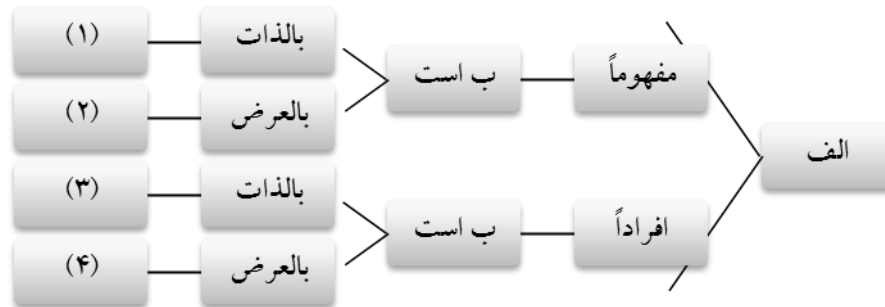 الف
مفهوماً
ب است
بالذات
(۱)
بالعرض
(۲)
افراداً
ب است
بالذات
(۳)
بالعرض
(۴)